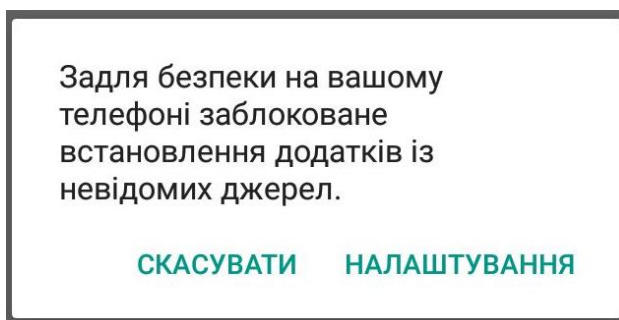 Задля безпеки на вашому
телефоні заблоковане
встановлення додатків із
невідомих джерел.
СКАСУВАТИ НАЛАШТУВАННЯ